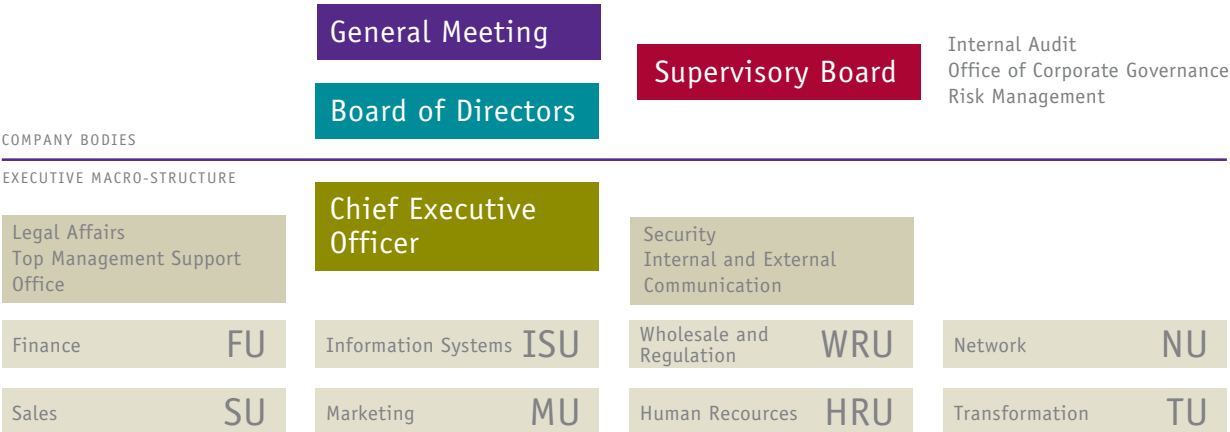 General Meeting
Supervisory Board
Internal Audit
Office of Corporate Governance
Risk Management
Board of Directors
COMPANY BODIES
EXECUTIVE MACRO-STRUCTURE
Chief Executive
Officer
Legal Affairs
Top Management Support
Office
Security
Internal and External
Communication
Finance FU
Information Systems ISU
Wholesale and
Regulation WRU
Network NU
Sales SU
Marketing MU
Human Recources HRU
Transformation TU